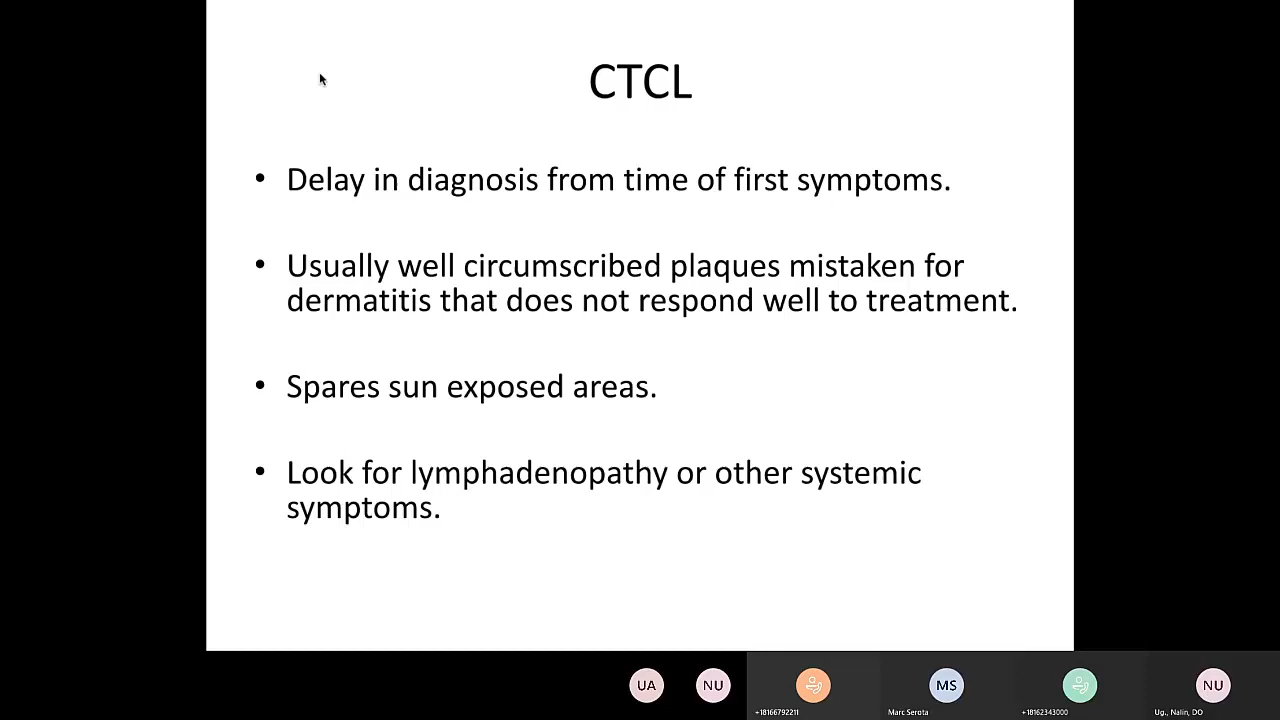 CTCL
• Delay in diagnosis from time of first symptoms.
• Usually well circumscribed plaques mistaken for
dermatitis that does not respond well to treatment.
• Spares sun exposed areas.
• Look for lymphadenopathy or other systemic
symptoms.
UA
NU
MS
NU
+18166792211
Marc Serota
+18162343000
Ug., Nalin, DO